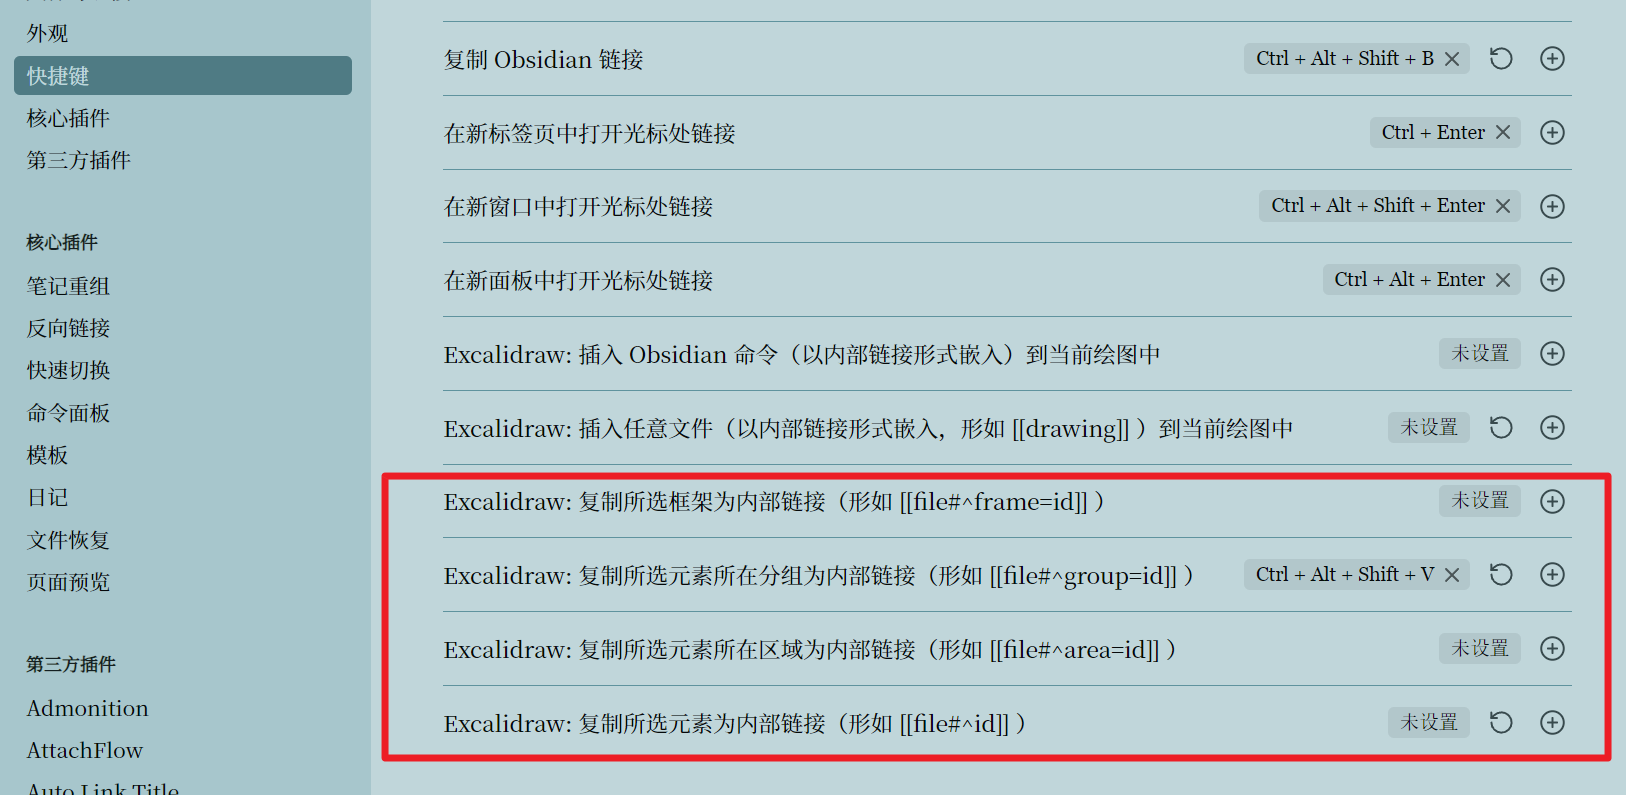 外观
快捷键
核心插件
第三方插件
核心插件
笔记重组
反向链接
快速切换
命令面板
模板
日记
文件恢复
页面预览
第三方插件
Admonition
AttachFlow
Auto Link Title
复制 Obsidian 链接 Ctrl + Alt + Shift + B
在新标签页中打开光标处链接 Ctrl + Enter
在新窗口中打开光标处链接 Ctrl + Alt + Shift + Enter
在新面板中打开光标处链接 Ctrl + Alt + Enter
Excalidraw: 插入 Obsidian 命令（以内部链接形式嵌入）到当前绘图中 未设置
Excalidraw: 插入任意文件（以内部链接形式嵌入，形如 [[drawing]] ）到当前绘图中 未设置
Excalidraw: 复制所选框架为内部链接（形如 [[file#^frame=id]] ） 未设置
Excalidraw: 复制所选元素所在分组为内部链接（形如 [[file#^group=id]] ） Ctrl + Alt + Shift + V
Excalidraw: 复制所选元素所在区域为内部链接（形如 [[file#^area=id]] ） 未设置
Excalidraw: 复制所选元素为内部链接（形如 [[file#^id]] ） 未设置